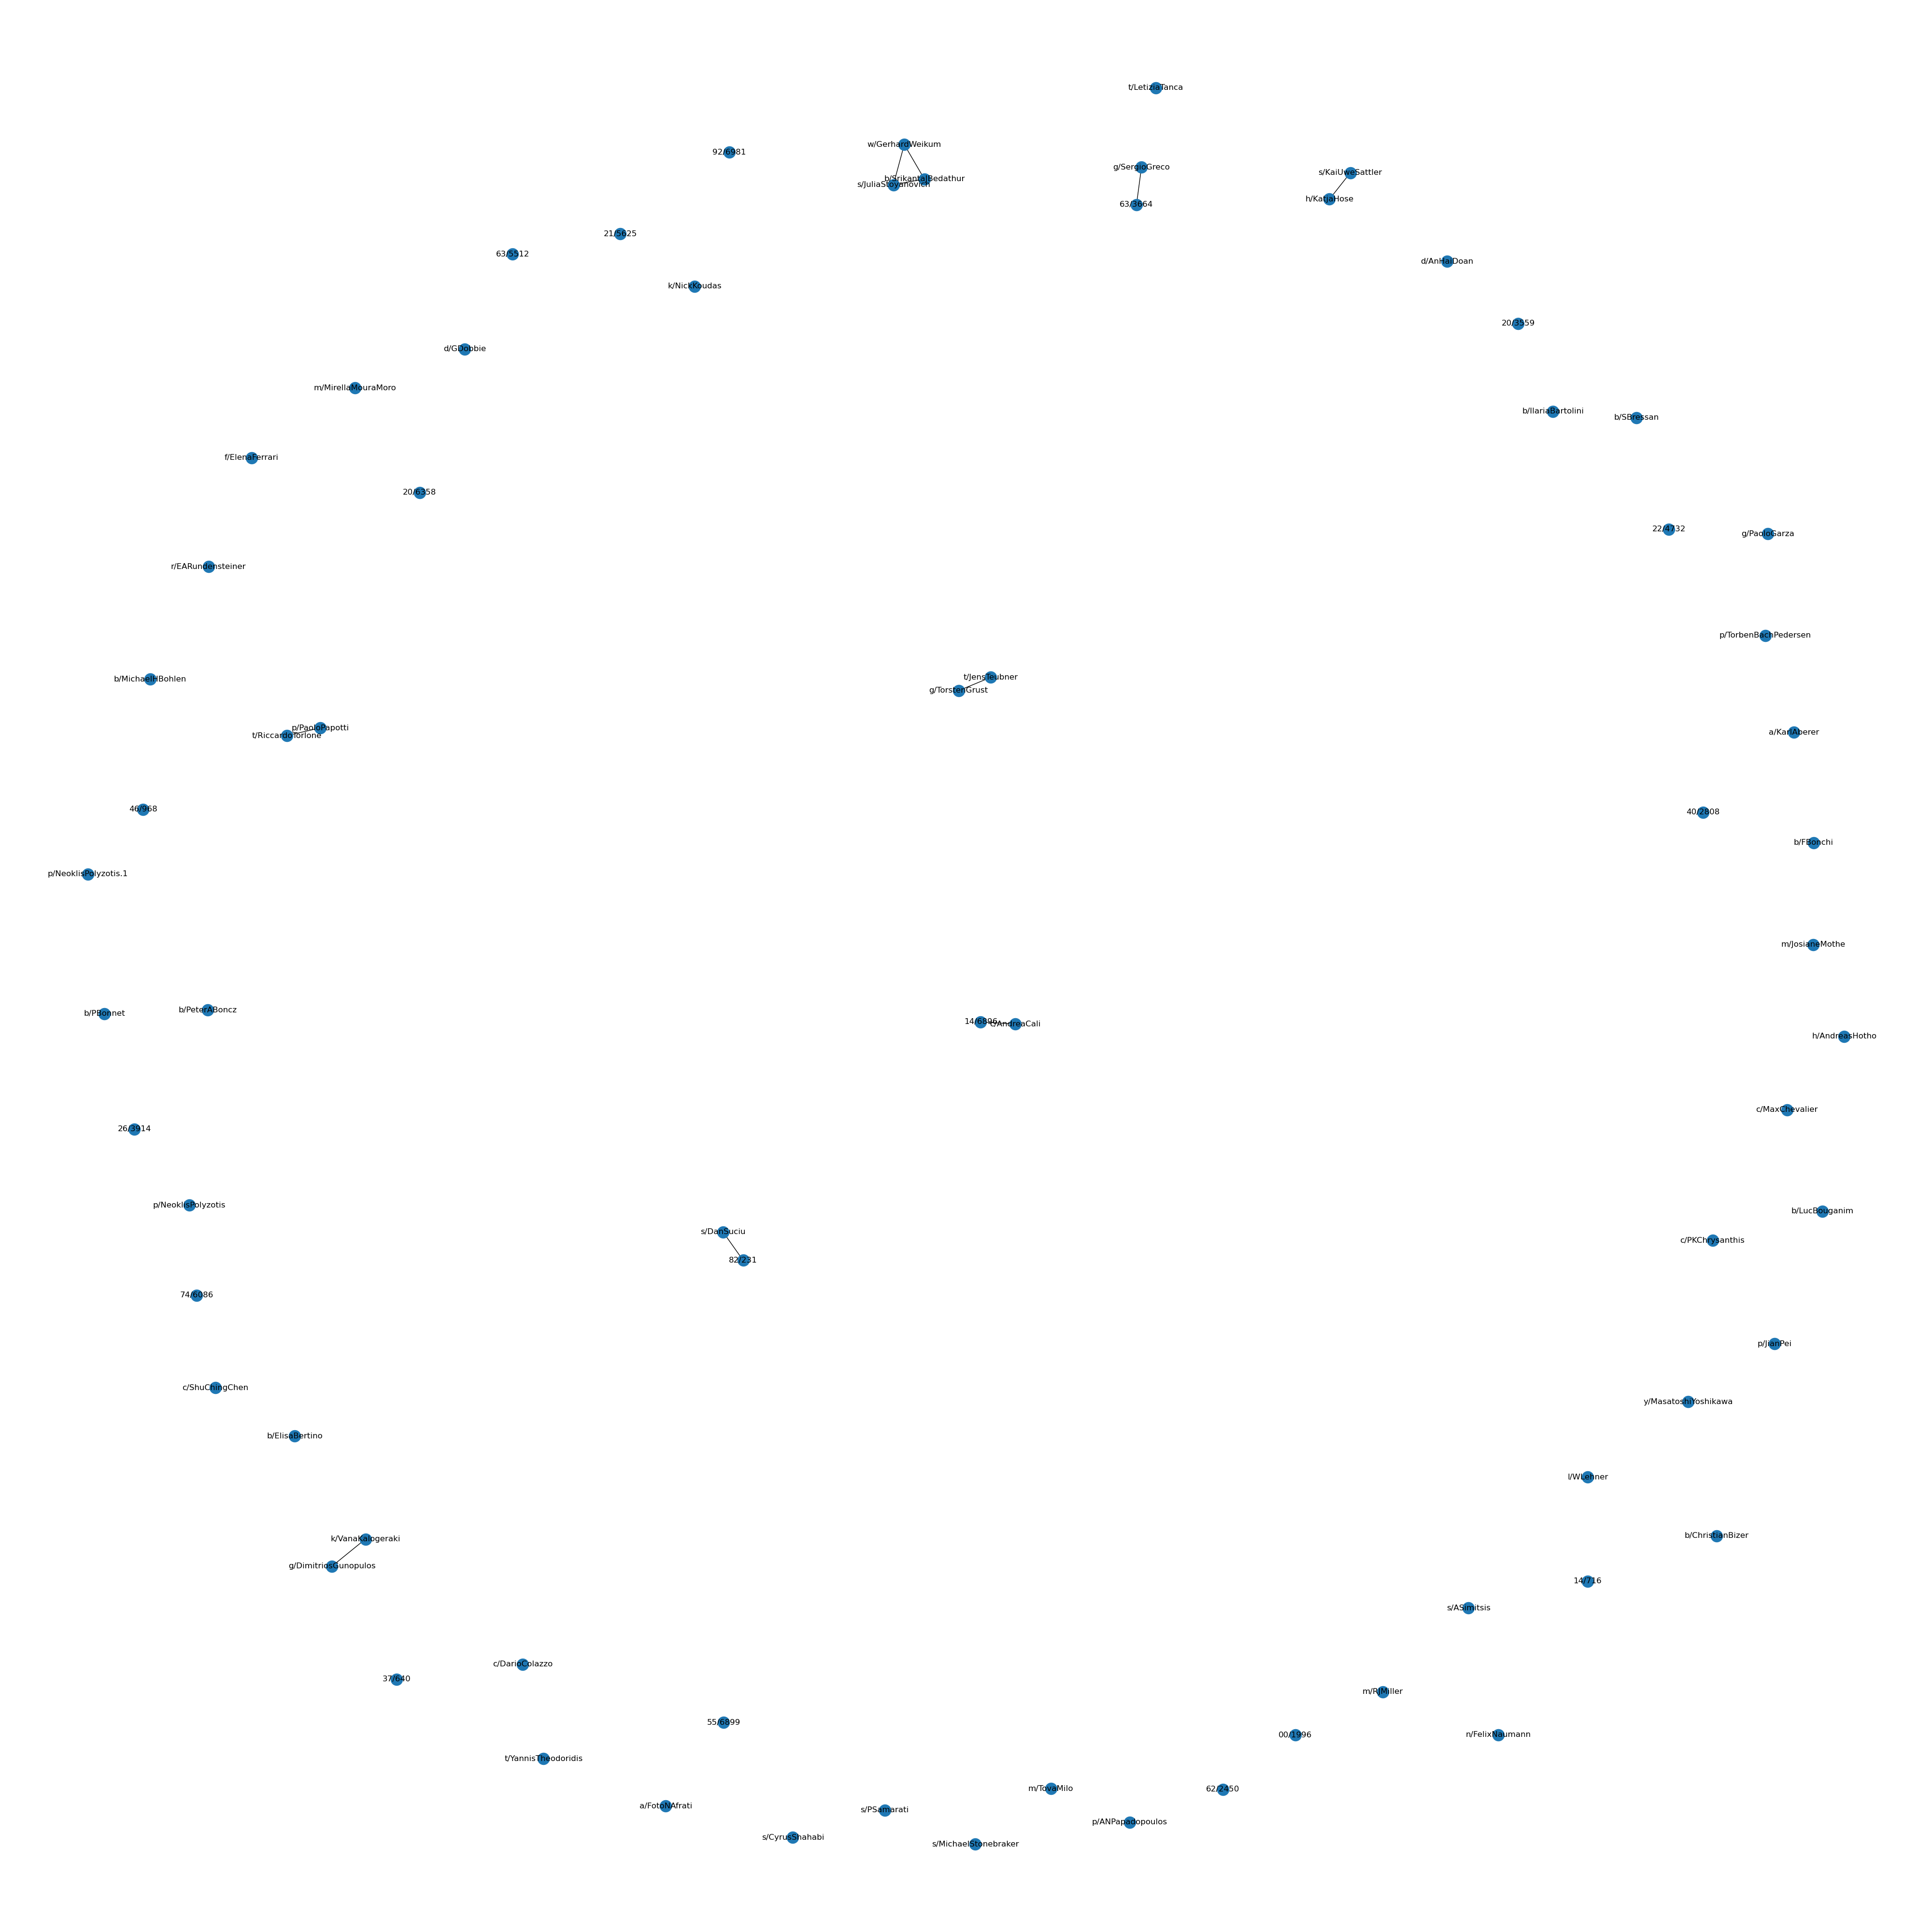 t/LetiziaTanca
w/GerhardWeikum
92/6981
g/SergioGreco
s/KaiUweSattler
b/SrikantaJBedathur
s/JuliaStoyanovich
h/KatjaHose
63/3664
21/5625
63/5512
d/AnHaiDoan
k/NickKoudas
20/3559
d/GDobbie
m/MirellaMouraMoro
b/IlariaBartolini
b/SBressan
f/ElenaFerrari
20/6358
22/4732
g/PaoloGarza
r/EARundensteiner
p/TorbenBachPedersen
t/JensTeubner
b/MichaelHBohlen
g/TorstenGrust
p/PaoloPapotti
a/KarlAberer
t/RiccardoTorlone
46/968
40/2808
b/FBonchi
p/NeoklisPolyzotis.1
m/JosianeMothe
b/PeterABoncz
b/PBonnet
14/6896
c/AndreaCali
h/AndreasHotho
c/MaxChevalier
26/3914
p/NeoklisPolyzotis
b/LucBouganim
s/DanSuciu
c/PKChrysanthis
82/231
74/6086
p/JianPei
c/ShuChingChen
y/MasatoshiYoshikawa
b/ElisaBertino
l/WLehner
b/ChristianBizer
k/VanaKalogeraki
g/DimitriosGunopulos
14/716
s/ASimitsis
c/DarioColazzo
37/640
m/RJMiller
55/6899
00/1996
n/FelixNaumann
t/YannisTheodoridis
m/TovaMilo
62/2450
a/FotoNAfrati
s/PSamarati
p/ANPapadopoulos
s/CyrusShahabi
s/MichaelStonebraker